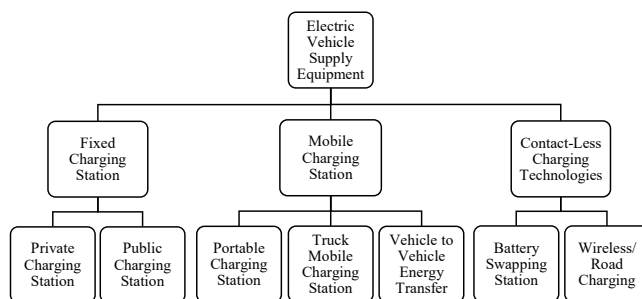 Electric
Vehicle
Supply
Equipment
Fixed
Charging
Station
Mobile
Charging
Station
Contact-Less
Charging
Technologies
Private
Charging
Station
Public
Charging
Station
Portable
Charging
Station
Truck
Mobile
Charging
Station
Vehicle to
Vehicle
Energy
Transfer
Battery
Swapping
Station
Wireless/
Road
Charging